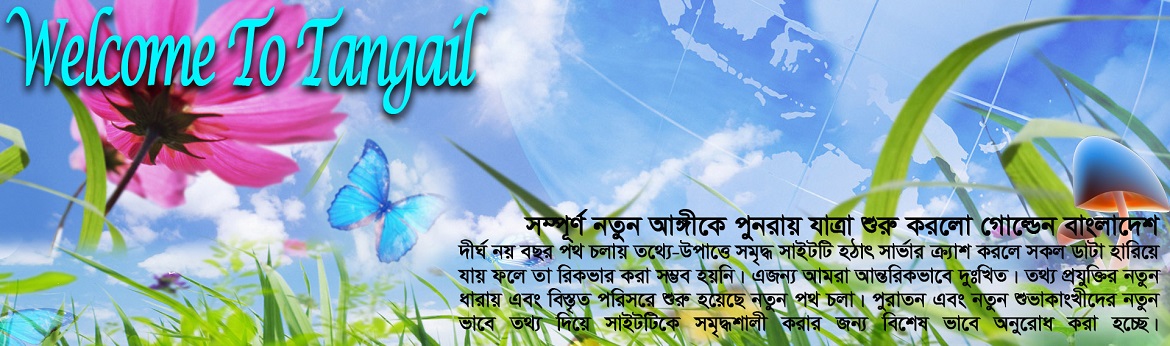 Welcome To Tangail
সম্পূর্ণ নতুন আঙ্গীকে পুনরায় যাত্রা শুরু করলো গোল্ডেন বাংলাদেশ
দীর্ঘ নয় বছর পথ চলায় তথ্যে-উপাত্তে সমৃদ্ধ সাইটটি হঠাৎ সার্ভার ক্র্যাশ করলে সকল ডাটা হারিয়ে
যায় ফলে তা রিকভার করা সম্ভব হয়নি। এজন্য আমরা আন্তরিকভাবে দুঃখিত। তথ্য প্রযুক্তির নতুন
ধারায় এবং বিস্তৃত পরিসরে শুরু হয়েছে নতুন পথ চলা। পুরাতন এবং নতুন শুভাকাংখীদের নতুন
ভাবে তথ্য দিয়ে সাইটটিকে সমৃদ্ধশালী করার জন্য বিশেষ ভাবে অনুরোধ করা হচ্ছে।